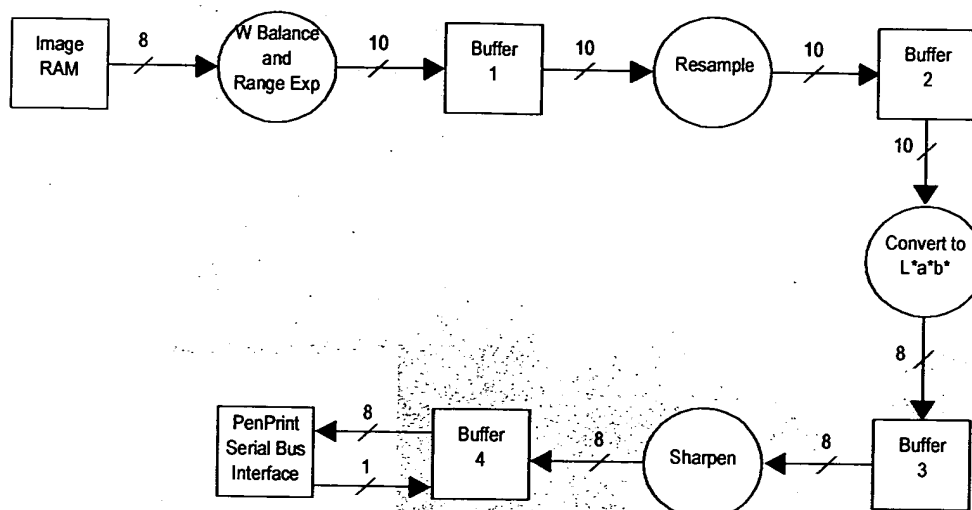 Image
RAM
8
W Balance
and
Range Exp
10
Buffer
1
10
Resample
10
Buffer
2
10
Convert to
L*a*b*
8
Buffer
3
8
Sharpen
8
Buffer
4
8
1
PenPrint
Serial Bus
Interface